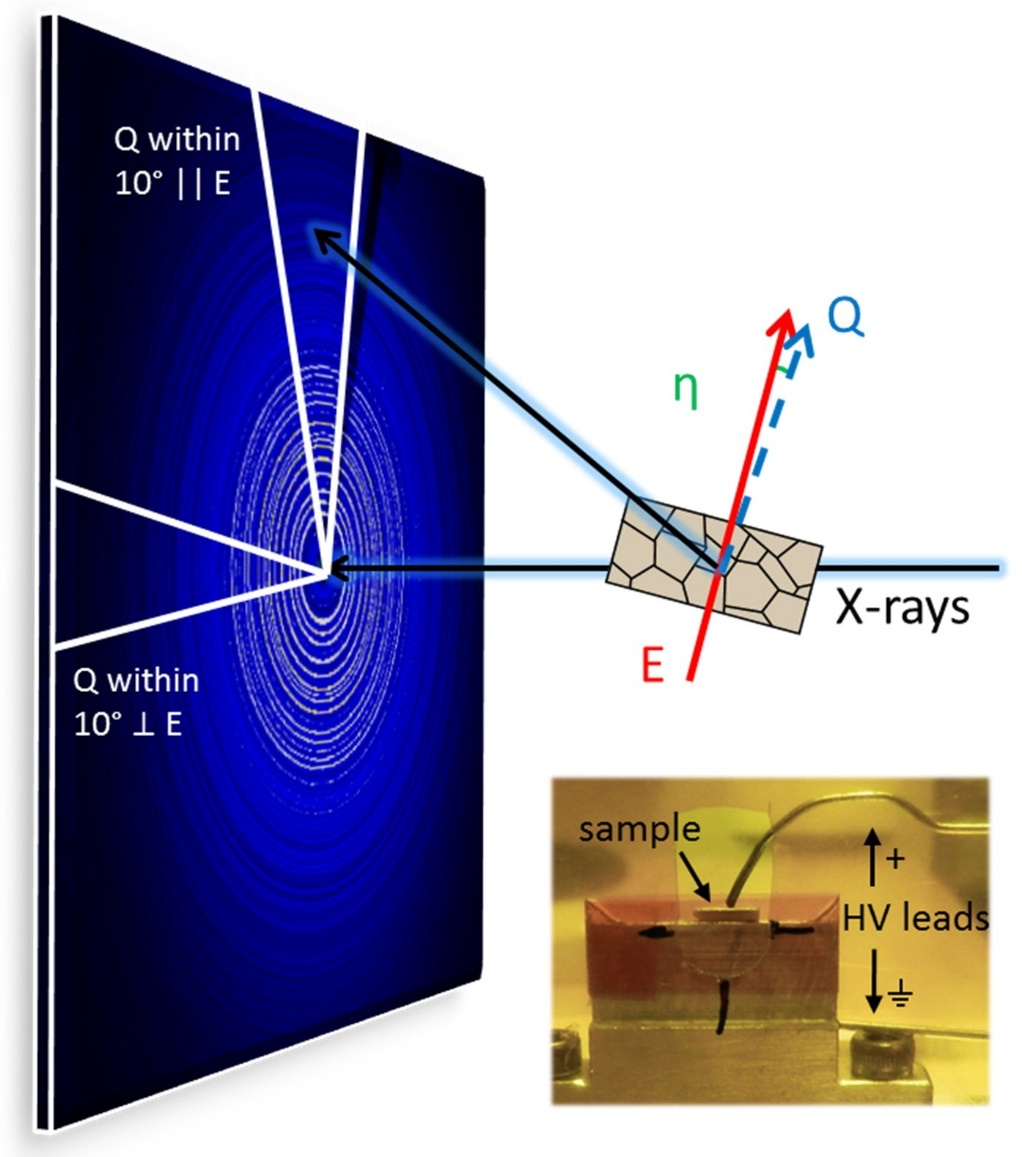 Q within
10° || E
Q
η
X-rays
E
Q within
10° ⊥ E
sample
+
HV leads